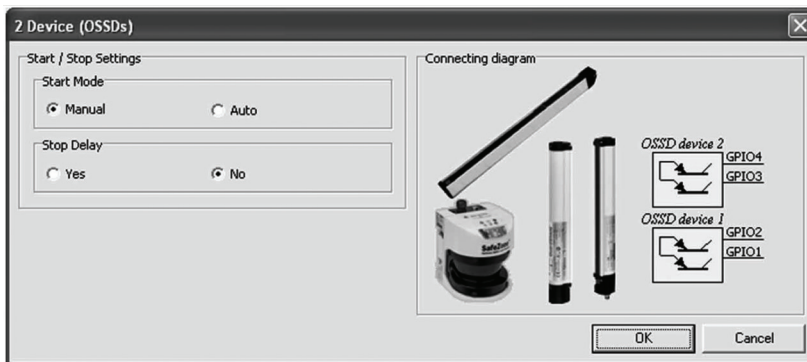 2 Device (OSSDs)
Start / Stop Settings
Start Mode
Manual
Auto
Stop Delay
Yes
No
Connecting diagram
SafeZone
OSSD device 2
GPIO4
GPIO3
OSSD device 1
GPIO2
GPIO1
OK
Cancel